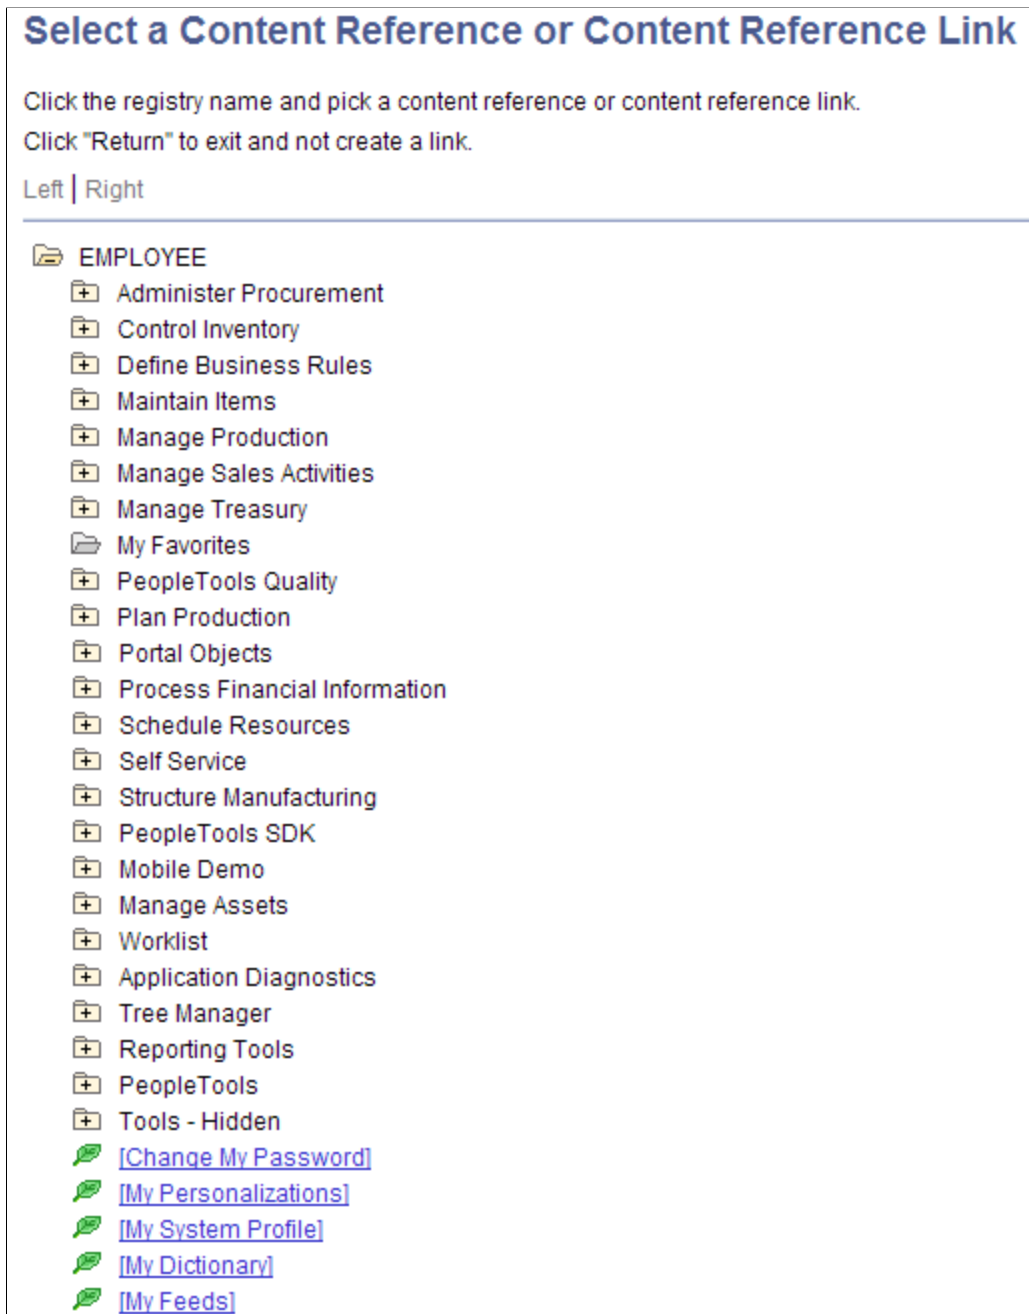 Select a Content Reference or Content Reference Link
Click the registry name and pick a content reference or content reference link.
Click "Return" to exit and not create a link.
Left | Right
EMPLOYEE
Administer Procurement
Control Inventory
Define Business Rules
Maintain Items
Manage Production
Manage Sales Activities
Manage Treasury
My Favorites
PeopleTools Quality
Plan Production
Portal Objects
Process Financial Information
Schedule Resources
Self Service
Structure Manufacturing
PeopleTools SDK
Mobile Demo
Manage Assets
Worklist
Application Diagnostics
Tree Manager
Reporting Tools
PeopleTools
Tools - Hidden
[Change My Password]
[My Personalizations]
[My System Profile]
[My Dictionary]
[My Feeds]